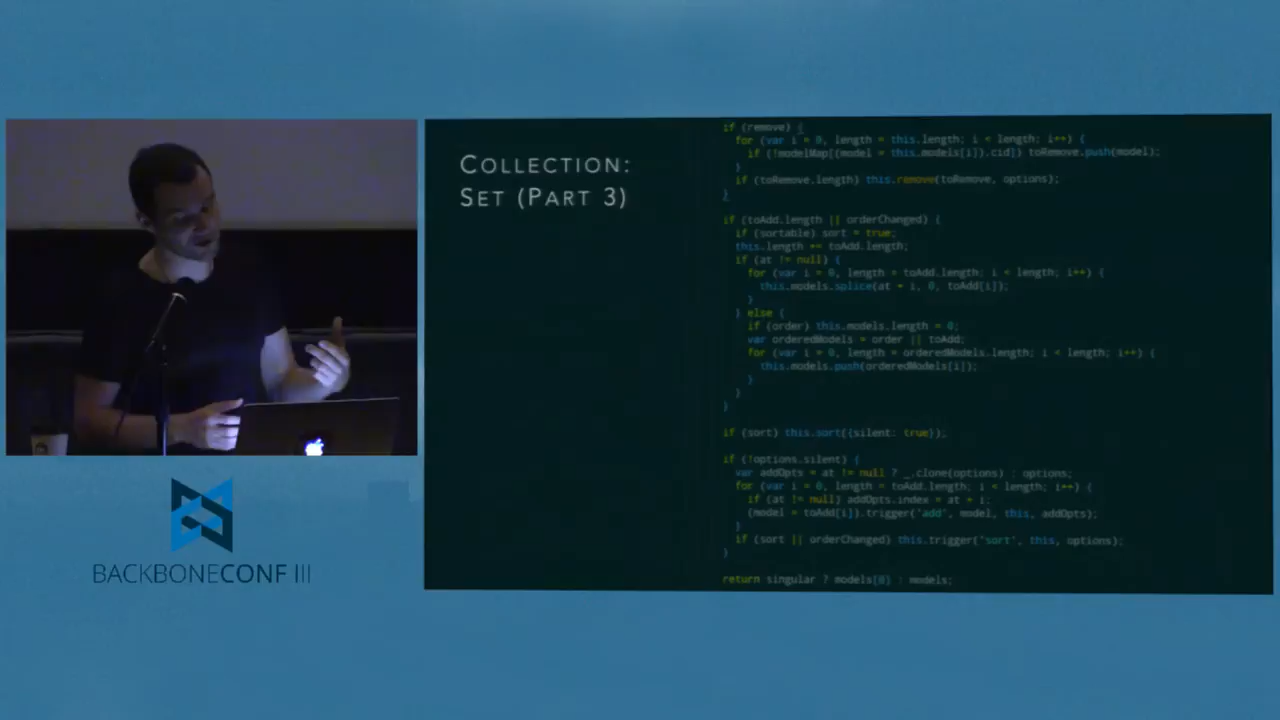 COLLECTION:
SET (PART 3)
if (remove) {
for (var i = 0, length = this.length; i < length; i++) {
if (!modelMap[(model = this.models[i]).cid]) toRemove.push(model);
}
if (toRemove.length) this.remove(toRemove, options);
}
if (toAdd.length || orderChanged) {
if (sortable) sort = true;
this.length += toAdd.length;
if (at != null) {
for (var i = 0, length = toAdd.length; i < length; i++) {
this.models.splice(at + i, 0, toAdd[i]);
}
} else {
if (order) this.models.length = 0;
var orderedModels = order || toAdd;
for (var i = 0, length = orderedModels.length; i < length; i++) {
this.models.push(orderedModels[i]);
}
}
}
if (sort) this.sort({silent: true});
if (!options.silent) {
var addOpts = at != null ? _.clone(options) : options;
for (var i = 0, length = toAdd.length; i < length; i++) {
if (at != null) addOpts.index = at + i;
(model = toAdd[i]).trigger('add', model, this, addOpts);
}
if (sort || orderChanged) this.trigger('sort', this, options);
}
return singular ? models[0] : models;
BACKBONECONF III